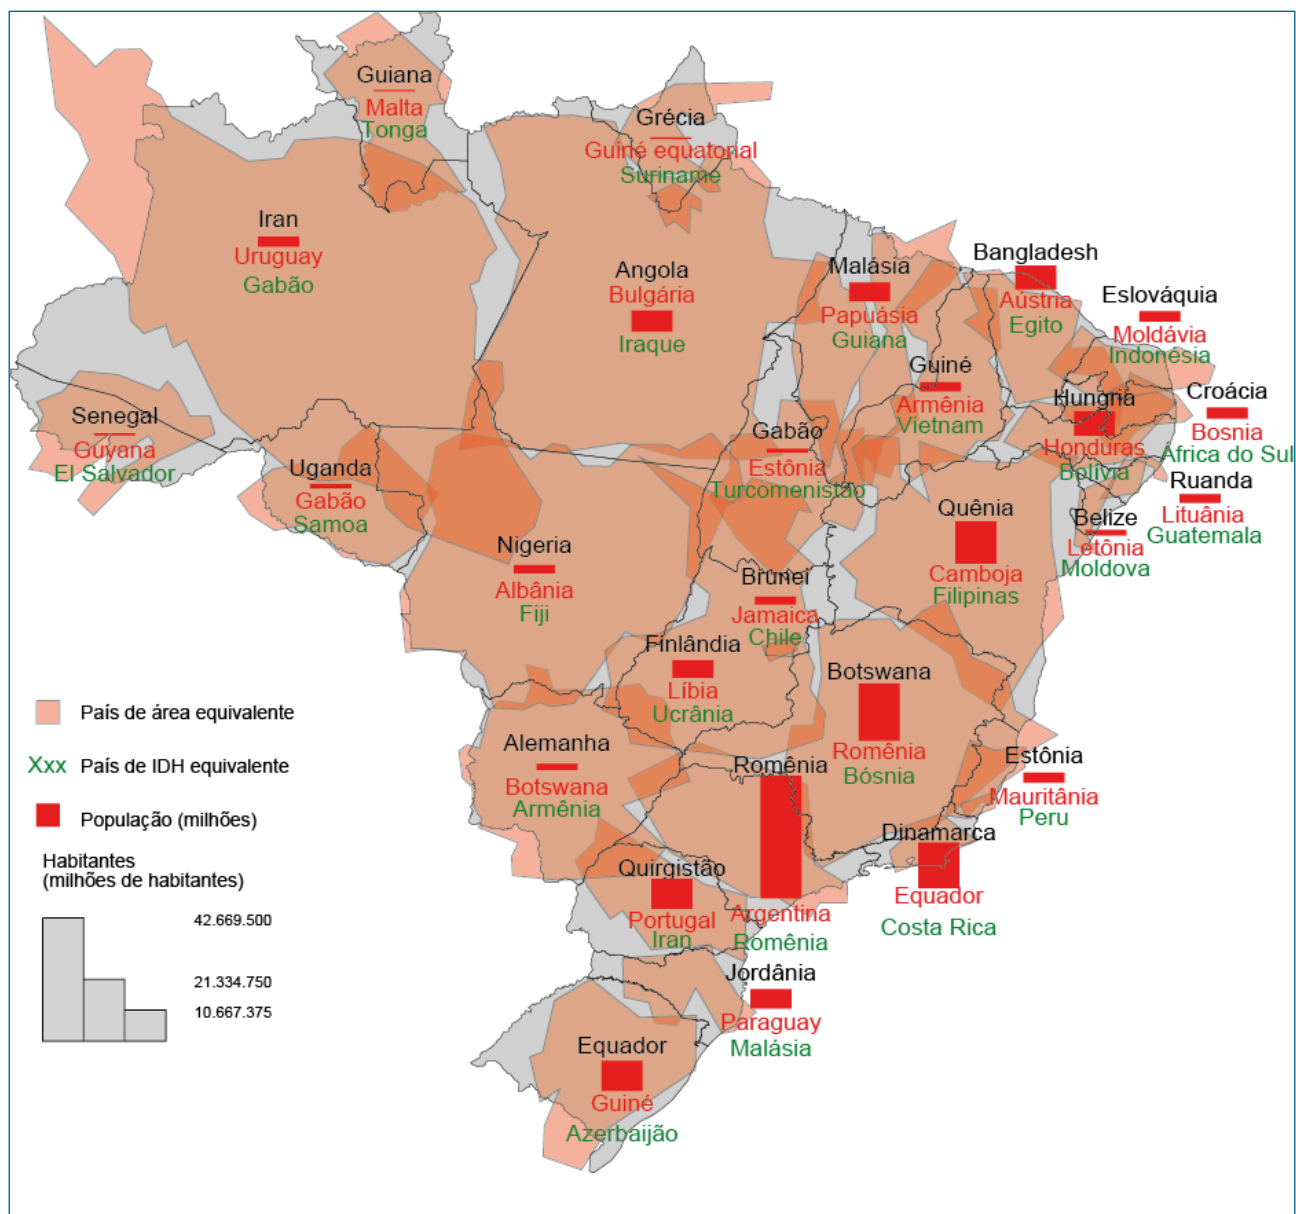 Guiana
Malta
Tonga
Grécia
Guiné equatorial
Suriname
Iran
Uruguay
Gabão
Angola
Bulgária
Iraque
Malásia
Papuásia
Guiana
Bangladesh
Aústria
Egito
Eslováquia
Moldávia
Indonésia
Guiné
Armênia
Vietnam
Hungria
Honduras
Bolívia
Croácia
Bosnia
África do Sul
Senegal
Guyana
El Salvador
Uganda
Gabão
Samoa
Gabão
Estônia
Turcomenistão
Ruanda
Lituânia
Guatemala
Belize
Letônia
Moldova
Quênia
Camboja
Filipinas
Nigeria
Albânia
Fiji
Brunei
Jamaica
Chile
Finlândia
Líbia
Ucrânia
Botswana
Romênia
Bósnia
Alemanha
Botswana
Armênia
Romênia
Argentina
Romênia
Estônia
Mauritânia
Peru
Dinamarca
Equador
Costa Rica
Quirgistão
Portugal
Iran
Jordânia
Paraguay
Malásia
Equador
Guiné
Azerbaijão
País de área equivalente
Xxx País de IDH equivalente
População (milhões)
Habitantes
(milhões de habitantes)
42.669.500
21.334.750
10.667.375